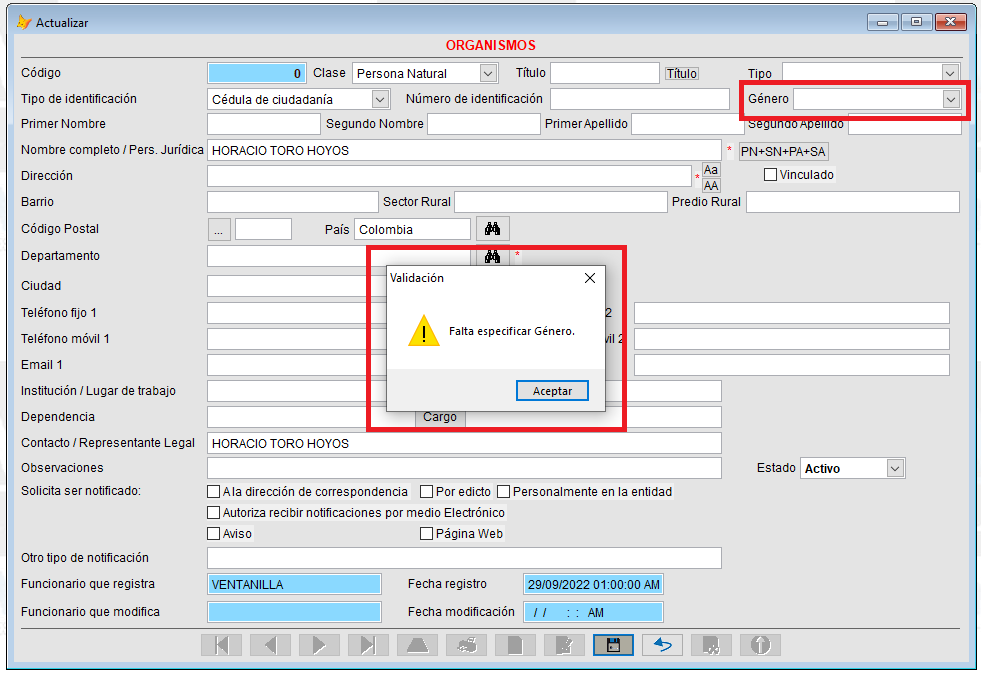 Actualizar
ORGANISMOS
Código 0 Clase Persona Natural Título Título Tipo
Tipo de identificación Cédula de ciudadanía Número de identificación Género
Primer Nombre Segundo Nombre Primer Apellido Segundo Apellido
Nombre completo / Pers. Jurídica HORACIO TORO HOYOS * PN+SN+PA+SA
Dirección * Aa AA Vinculado
Barrio Sector Rural Predio Rural
Código Postal ... País Colombia
Departamento *
Validación
Ciudad
Teléfono fijo 1 2
Falta especificar Género.
Teléfono móvil 1 vil 2
Email 1
Institución / Lugar de trabajo Aceptar
Dependencia Cargo
Contacto / Representante Legal HORACIO TORO HOYOS
Observaciones Estado Activo
Solicita ser notificado: A la dirección de correspondencia Por edicto Personalmente en la entidad
Autoriza recibir notificaciones por medio Electrónico
Aviso Página Web
Otro tipo de notificación
Funcionario que registra VENTANILLA Fecha registro 29/09/2022 01:00:00 AM
Funcionario que modifica Fecha modificación / / : : AM